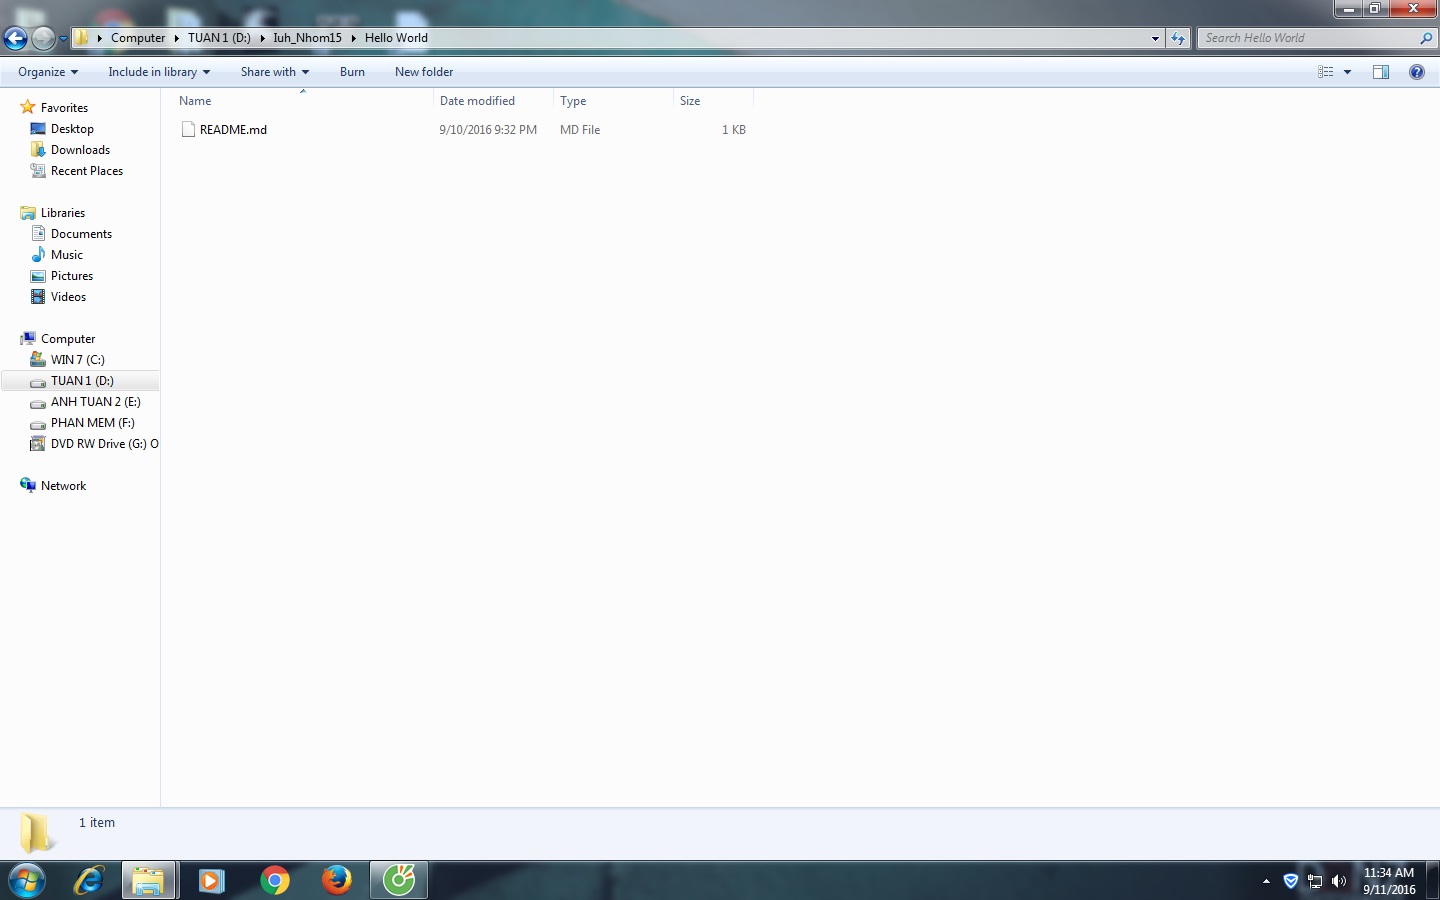 Computer TUAN 1 (D:) Iuh_Nhom15 Hello World
Search Hello World
Organize Include in library Share with Burn New folder
Name Date modified Type Size
README.md 9/10/2016 9:32 PM MD File 1 KB
Favorites
Desktop
Downloads
Recent Places
Libraries
Documents
Music
Pictures
Videos
Computer
WIN 7 (C:)
TUAN 1 (D:)
ANH TUAN 2 (E:)
PHAN MEM (F:)
DVD RW Drive (G:) O
Network
1 item
11:34 AM
9/11/2016